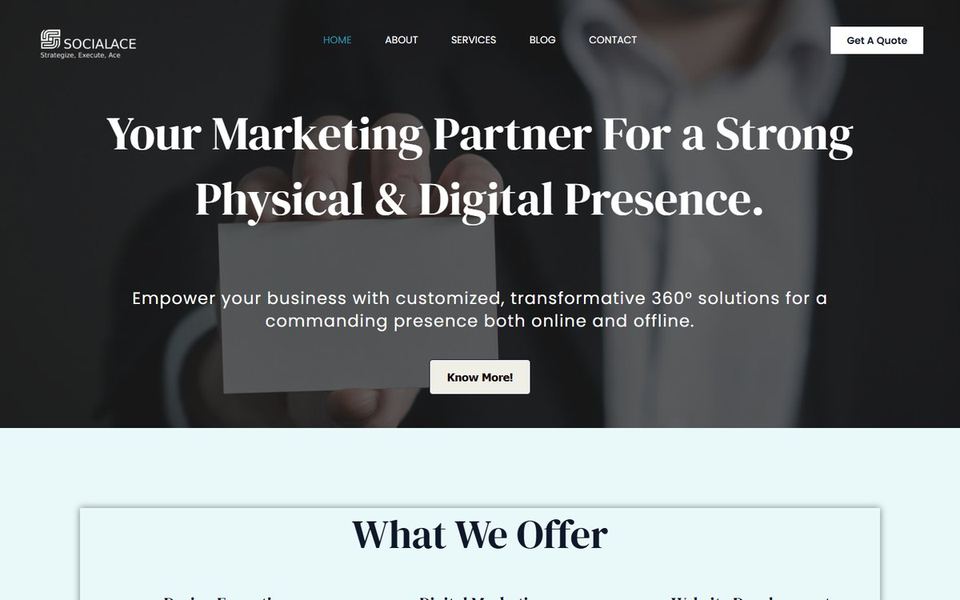 SOCIALACE
Strategize, Execute, Ace
HOME ABOUT SERVICES BLOG CONTACT
Get A Quote
Your Marketing Partner For a Strong
Physical & Digital Presence.
Empower your business with customized, transformative 360° solutions for a
commanding presence both online and offline.
Know More!
What We Offer